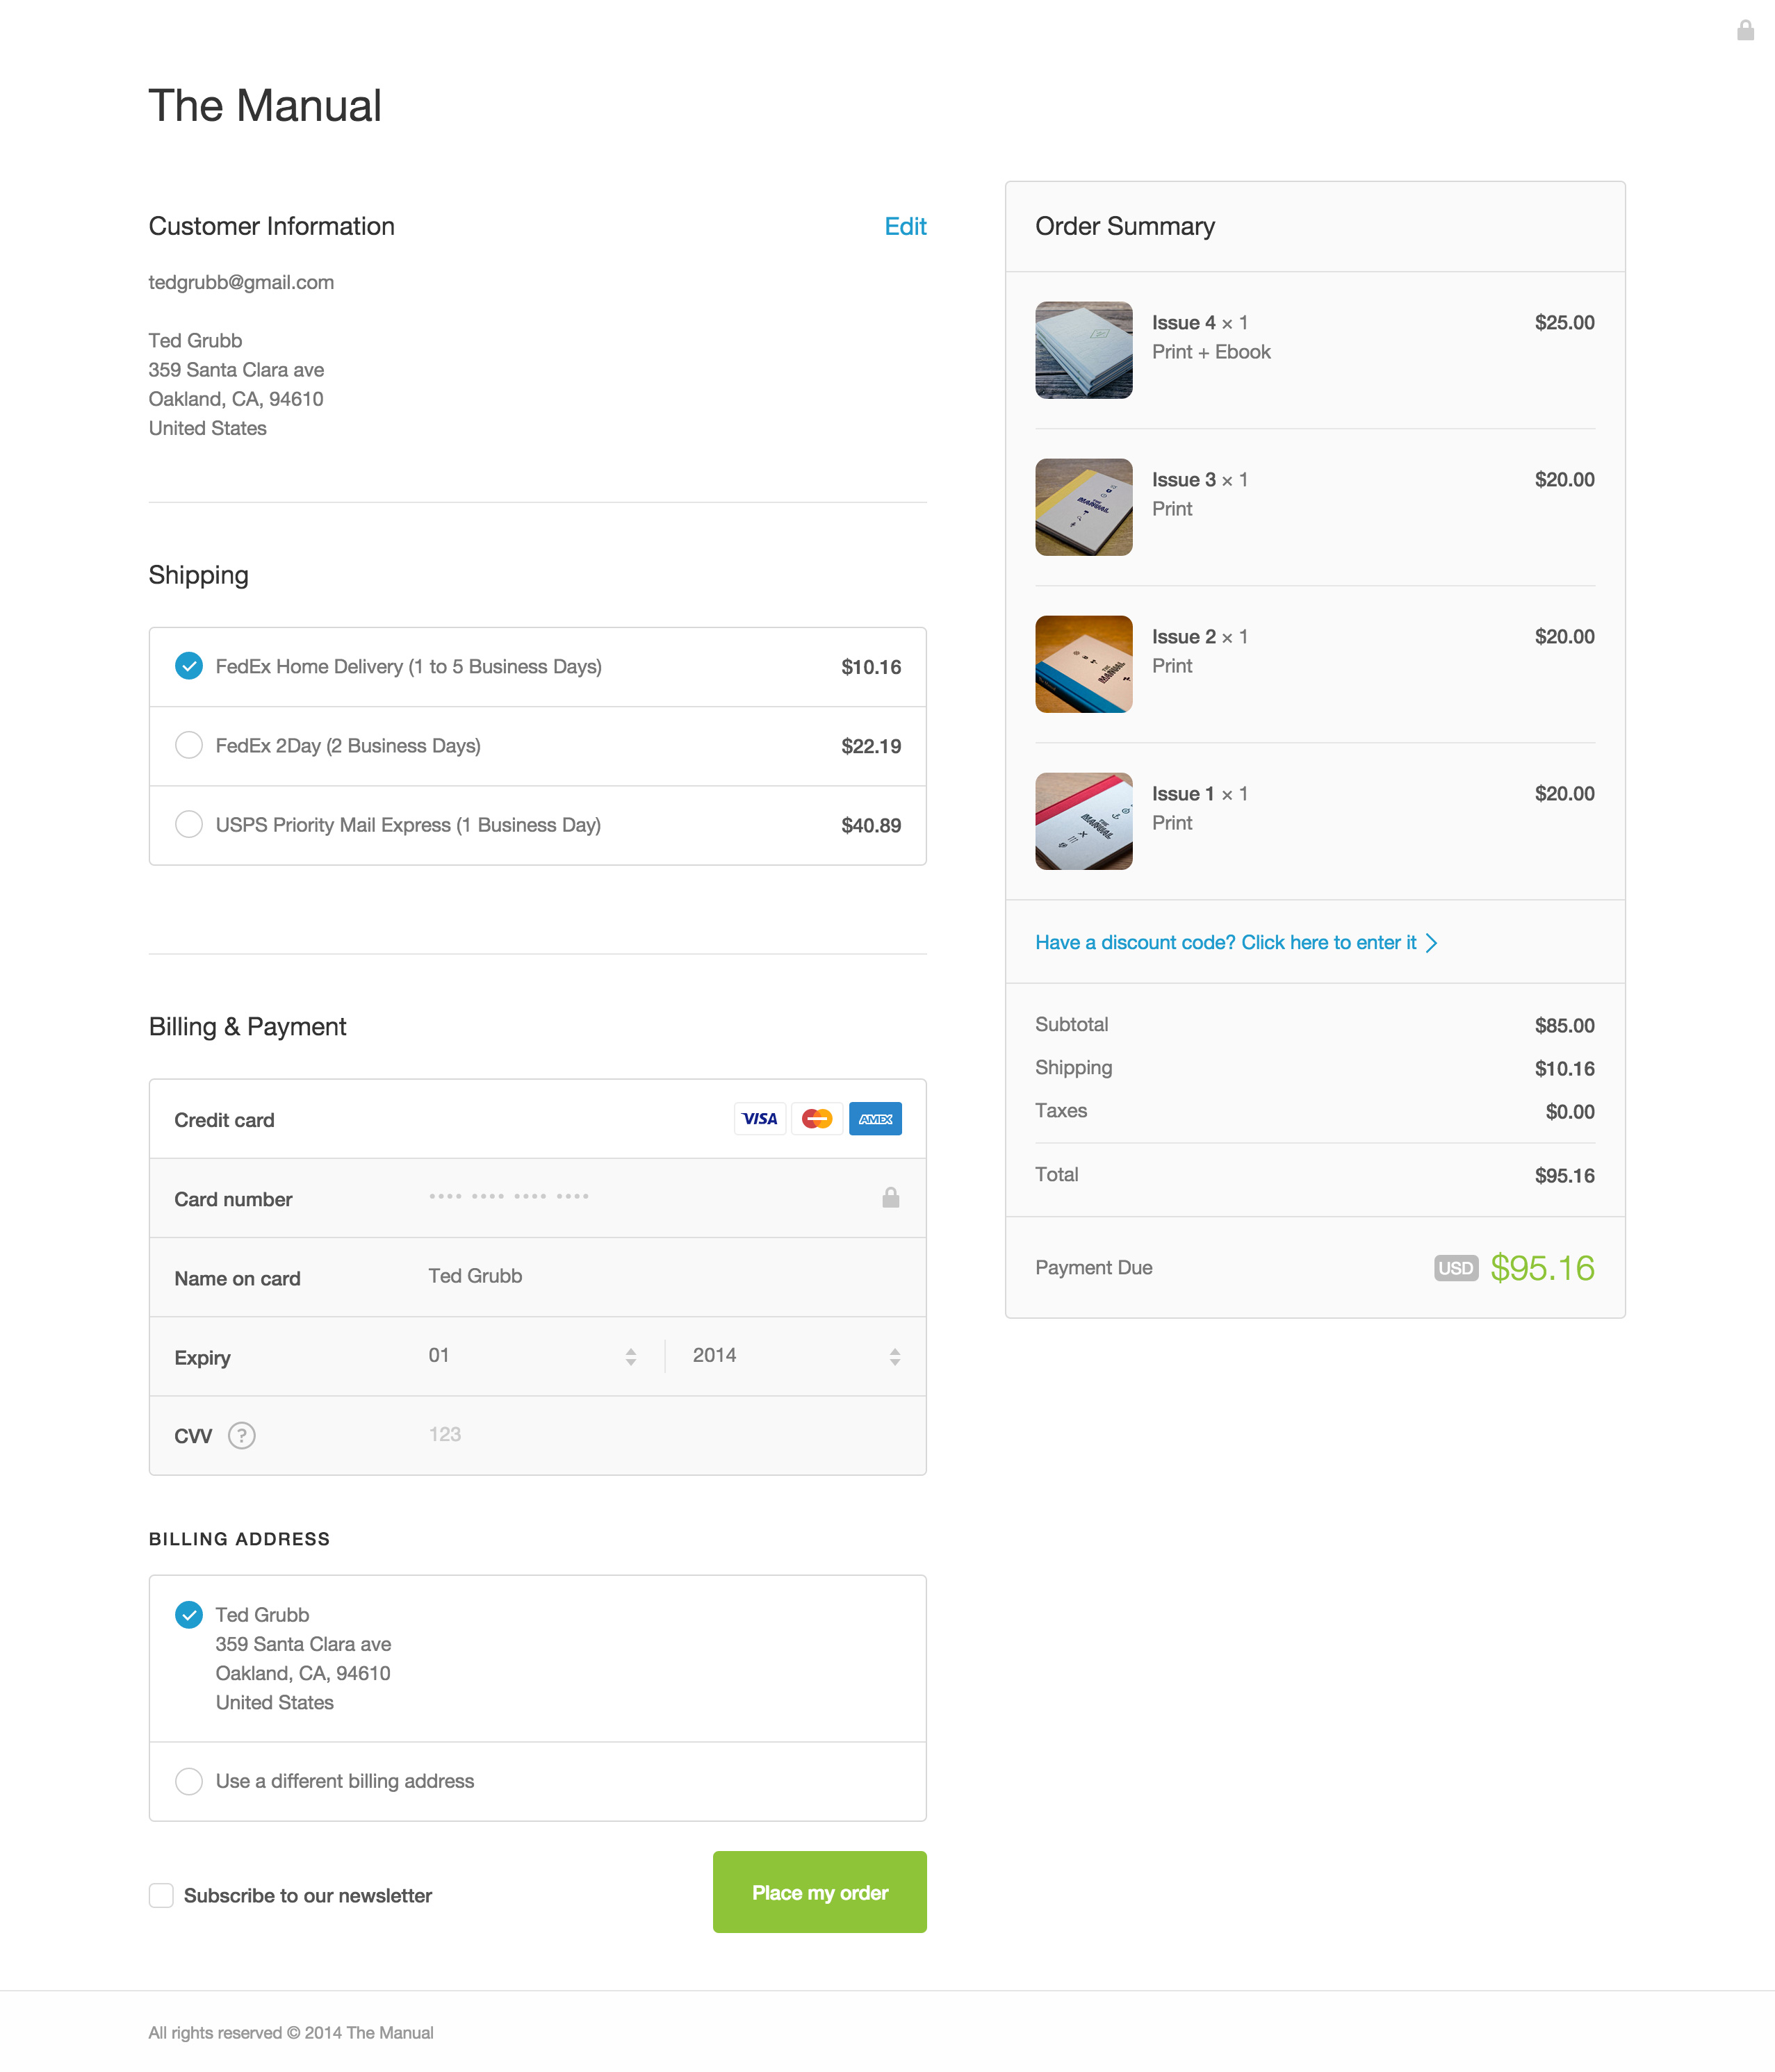 The Manual
Customer Information
Edit
tedgrubb@gmail.com
Ted Grubb
359 Santa Clara ave
Oakland, CA, 94610
United States
Shipping
FedEx Home Delivery (1 to 5 Business Days) $10.16
FedEx 2Day (2 Business Days) $22.19
USPS Priority Mail Express (1 Business Day) $40.89
Billing & Payment
Credit card VISA AMEX
Card number •••• •••• •••• ••••
Name on card Ted Grubb
Expiry 01 2014
CVV ? 123
BILLING ADDRESS
Ted Grubb
359 Santa Clara ave
Oakland, CA, 94610
United States
Use a different billing address
Subscribe to our newsletter
Place my order
Order Summary
Issue 4 × 1 $25.00
Print + Ebook
THE MANUAL
Issue 3 × 1 $20.00
Print
THE MANUAL
Issue 2 × 1 $20.00
Print
THE MANUAL
Issue 1 × 1 $20.00
Print
Have a discount code? Click here to enter it
Subtotal $85.00
Shipping $10.16
Taxes $0.00
Total $95.16
Payment Due USD $95.16
All rights reserved © 2014 The Manual